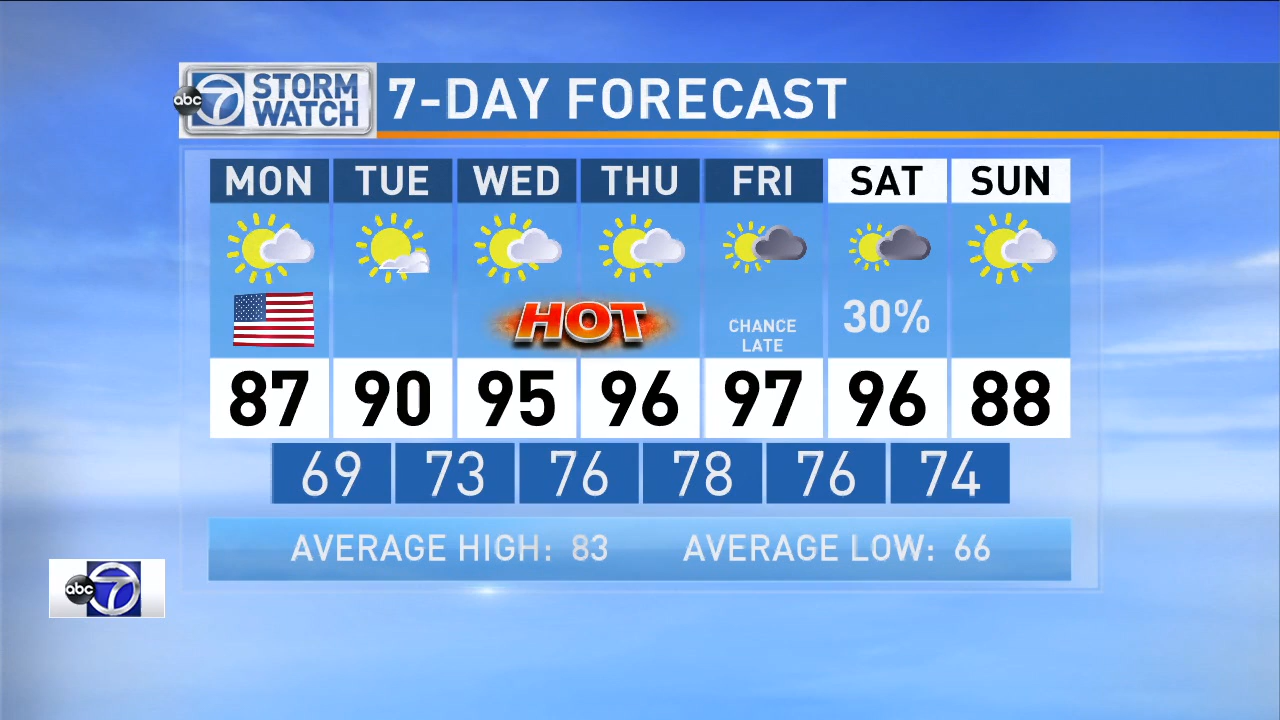 abc 7 STORM WATCH 7-DAY FORECAST
MON TUE WED THU FRI SAT SUN
HOT
CHANCE LATE
30%
87 90 95 96 97 96 88
69 73 76 78 76 74
AVERAGE HIGH: 83 AVERAGE LOW: 66
abc 7